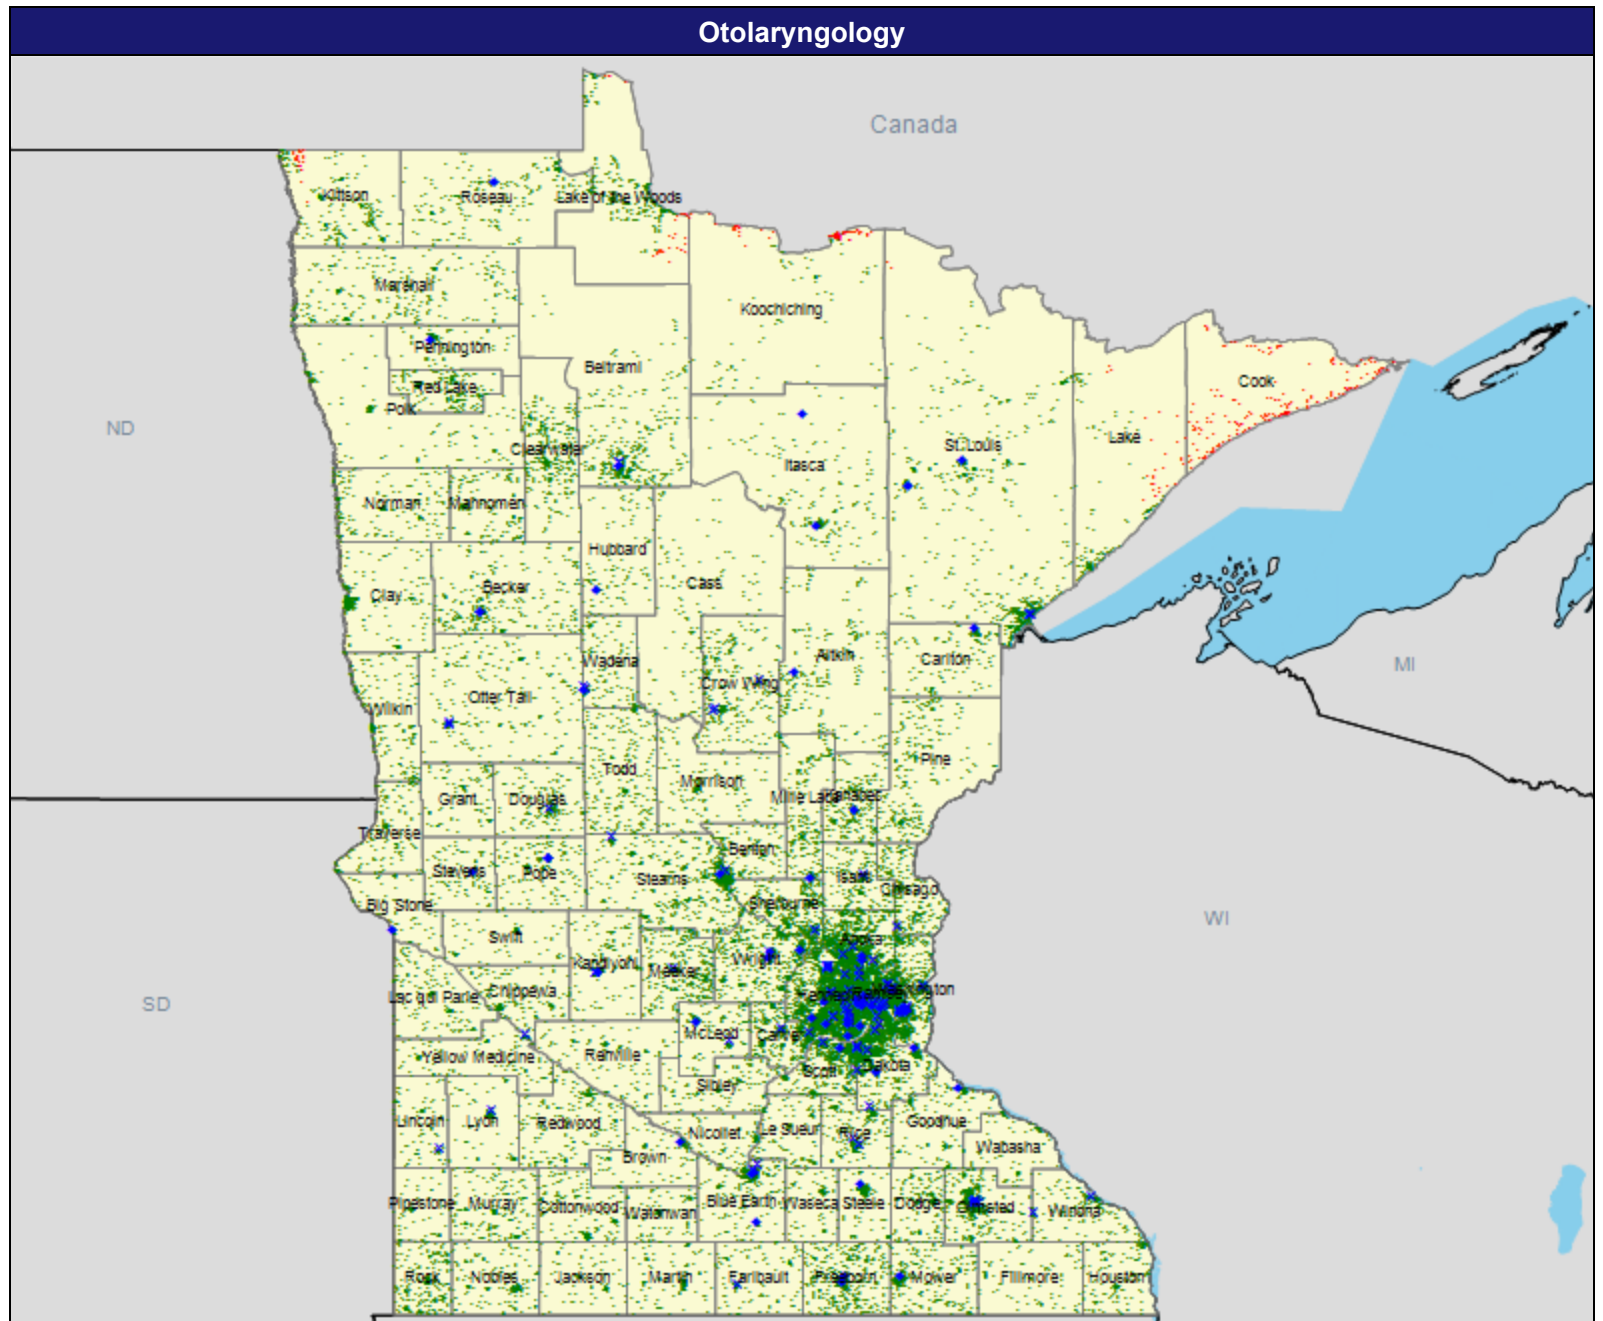 Otolaryngology
Canada
Kittson
Roseau
Lake of the Woods
Marshall
Koochiching
Pennington
Beltrami
Red Lake
Cook
Polk
ND
Lake
Clearwater
St. Louis
Itasca
Norman
Mahnomen
Hubbard
Cass
Becker
Clay
Aitkin
Carlton
Wadena
MI
Crow Wing
Otter Tail
Wilkin
Pine
Todd
Morrison
Grant
Douglas
Mille Lacs
Kanabec
Traverse
Benton
Stevens
Pope
Stearns
Isanti
Chisago
Big Stone
Sherburne
WI
Swift
Anoka
Wright
Kandiyohi
Meeker
Chippewa
Lac qui Parle
Hennepin
Ramsey
Washington
SD
McLeod
Carver
Yellow Medicine
Renville
Scott
Dakota
Sibley
Lincoln
Lyon
Redwood
Nicollet
Le Sueur
Rice
Goodhue
Wabasha
Brown
Pipestone
Murray
Cottonwood
Watonwan
Blue Earth
Waseca
Steele
Dodge
Olmsted
Winona
Rock
Nobles
Jackson
Martin
Faribault
Freeborn
Mower
Fillmore
Houston